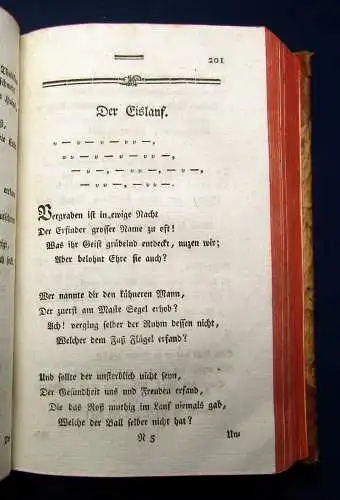 201
Der Eislauf.
v — v — v — v v —,
v v — v — v — v v —,
— v —, — v v —, — v —,
— v v —, — v v —.
Vergraben ist in ewige Nacht
Der Erfinder grosser Name zu oft!
Was ihr Geist grübelnd entdeckt, nuzen wir;
Aber belohnt Ehre sie auch?
Wer nannte dir den kühneren Mann,
Der zuerst am Maste Segel erhob?
Ach! verging selber der Ruhm dessen nicht,
Welcher dem Fuß Flügel erfand?
Und sollte der unsterblich nicht seyn,
Der Gesundheit uns und Freuden erfand,
Die das Roß muthig im Lauf niemals gab,
Welche der Ball selber nicht hat?
N 5
Un⸗